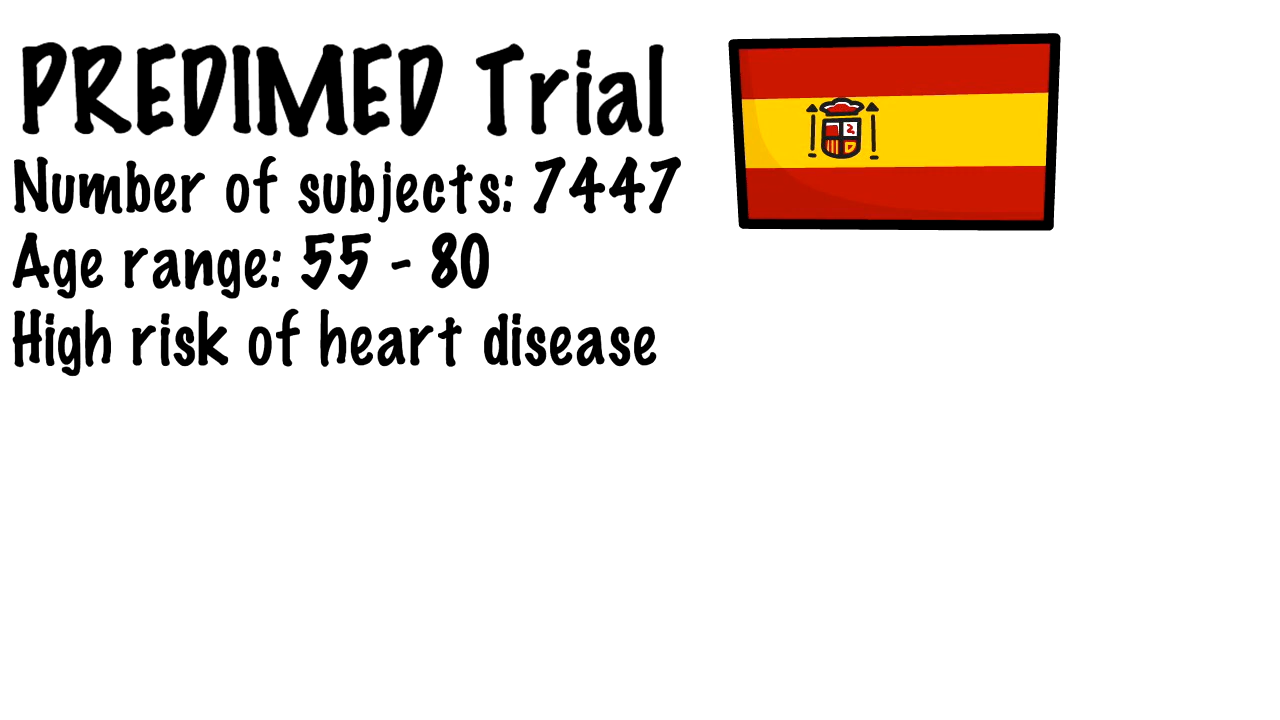 PREDIMED Trial
Number of subjects: 7447
Age range: 55 - 80
High risk of heart disease